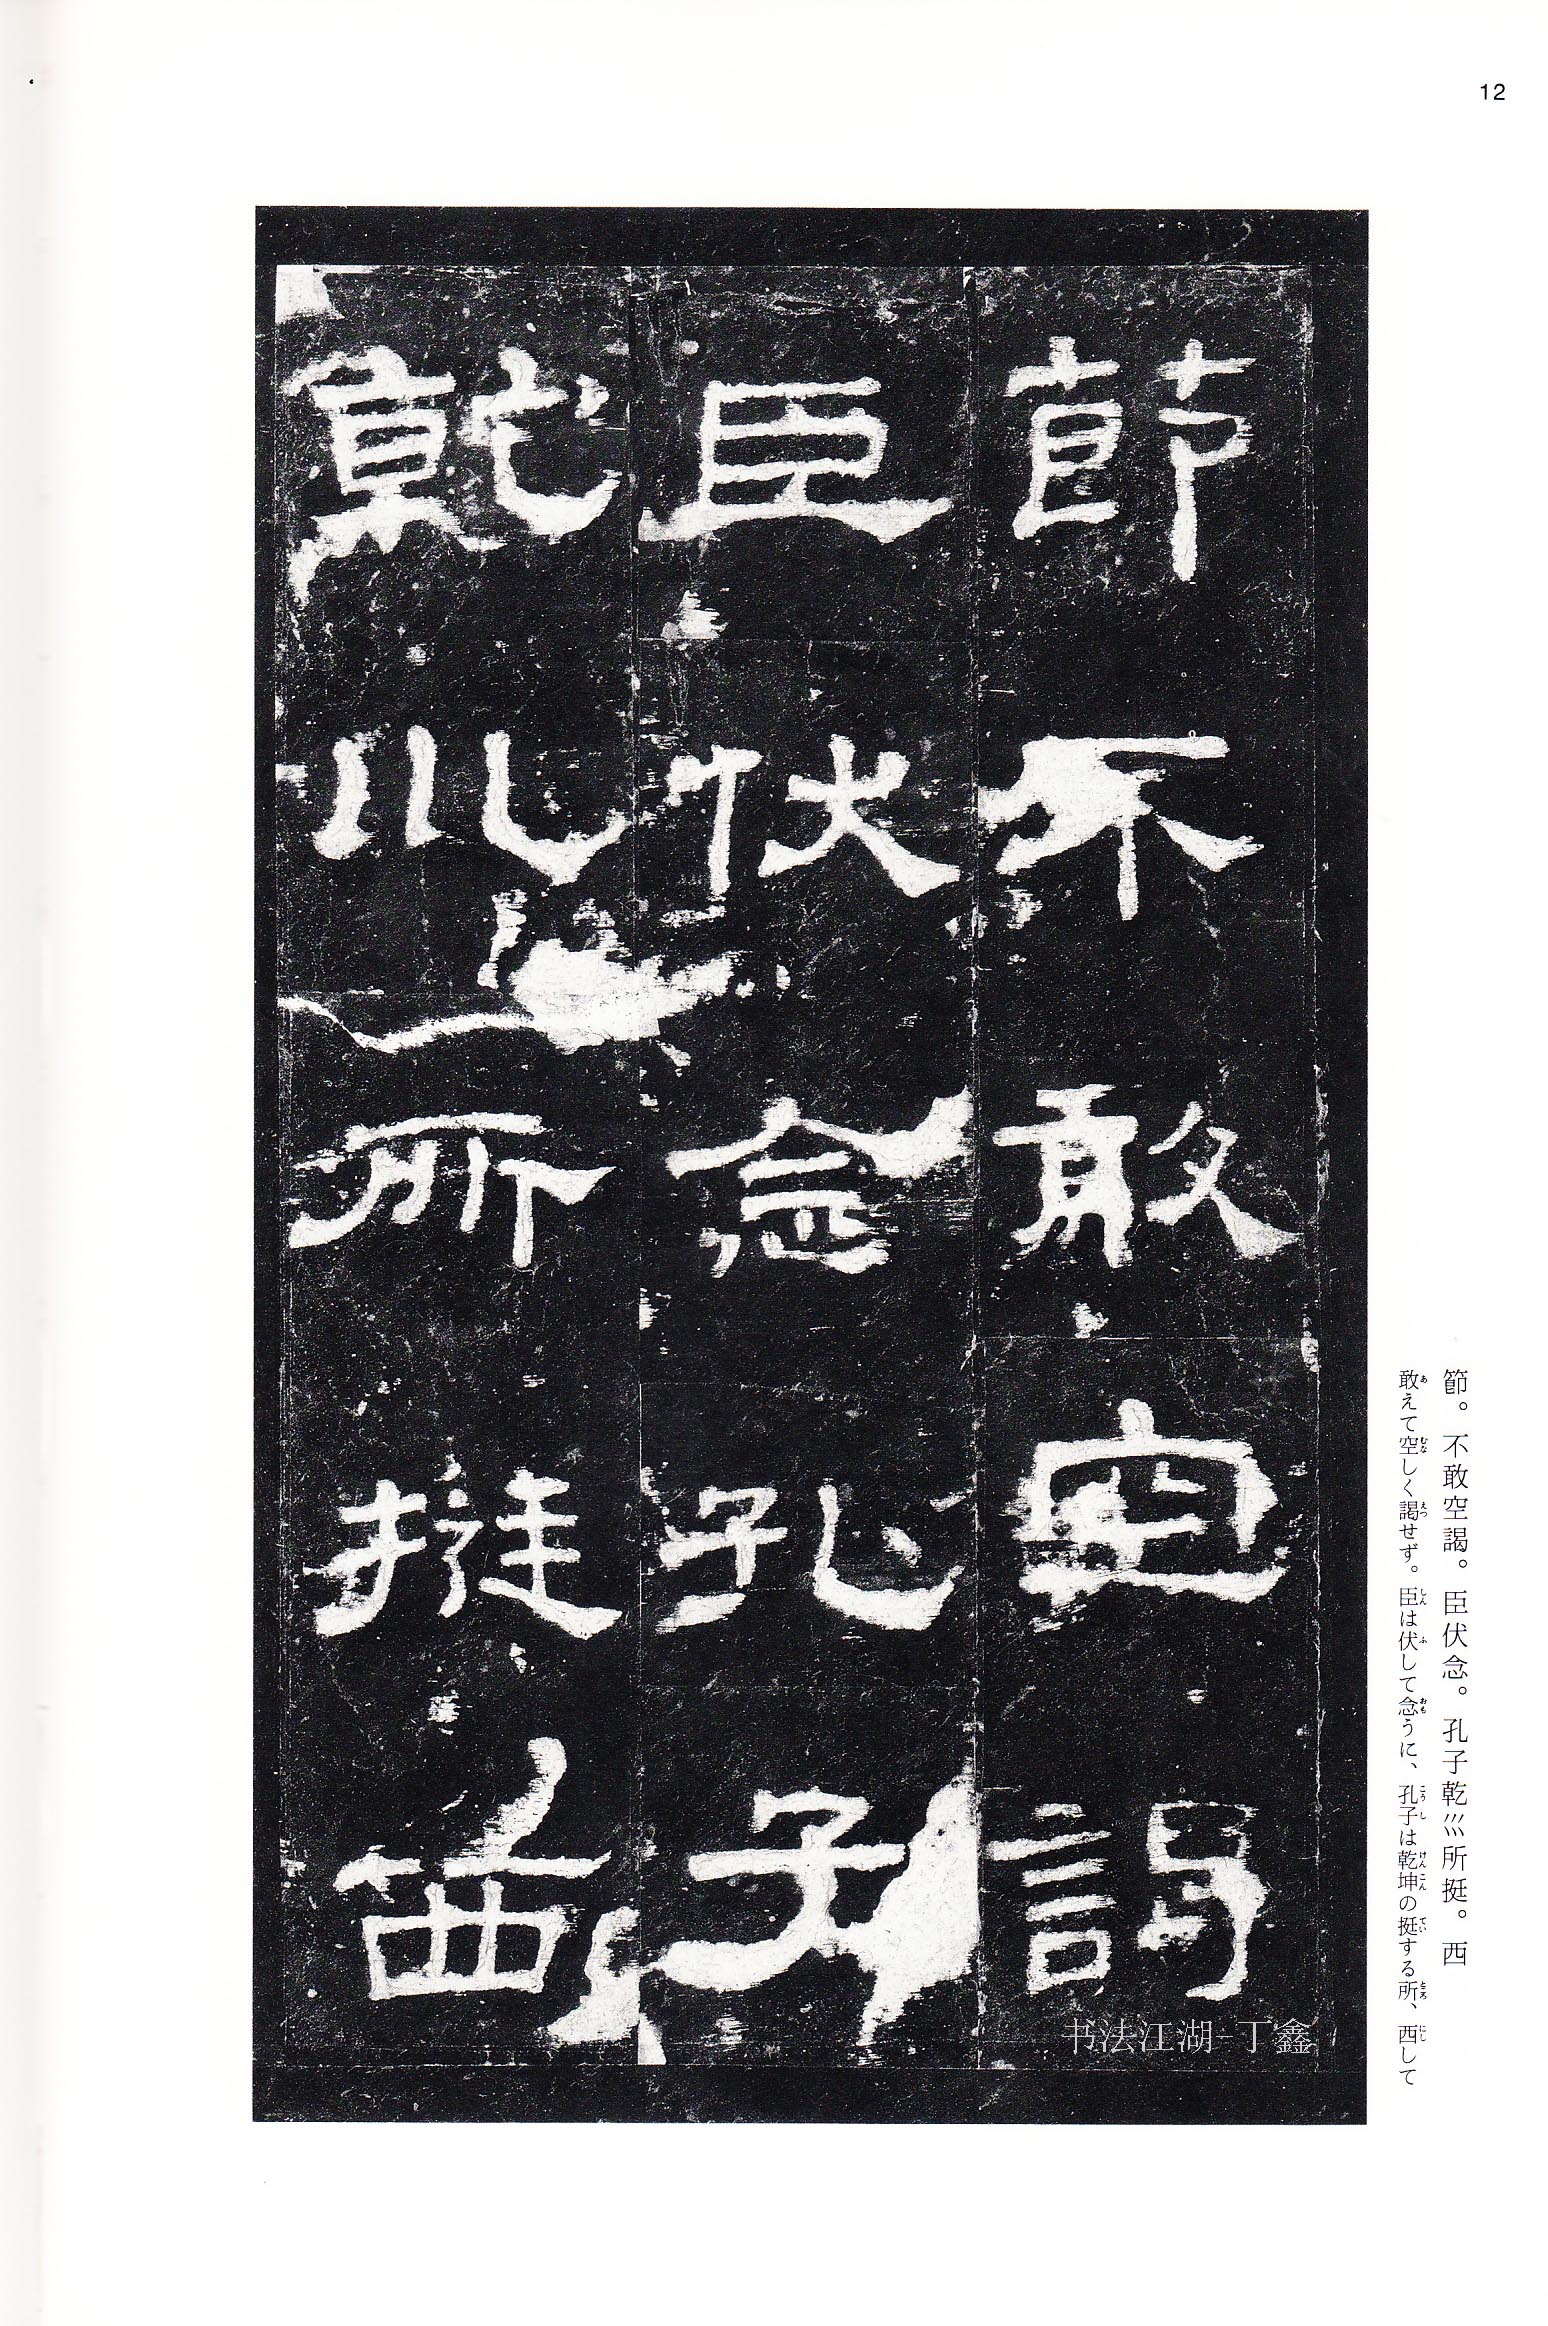 12
節不敢空謁
臣伏念孔子
乾巛所挺西
節。不敢空謁。臣伏念。孔子乾巛所挺。西
敢えて空しく謁せず。臣は伏して念うに、孔子は乾坤の挺する所、西して
书法江湖-丁鑫